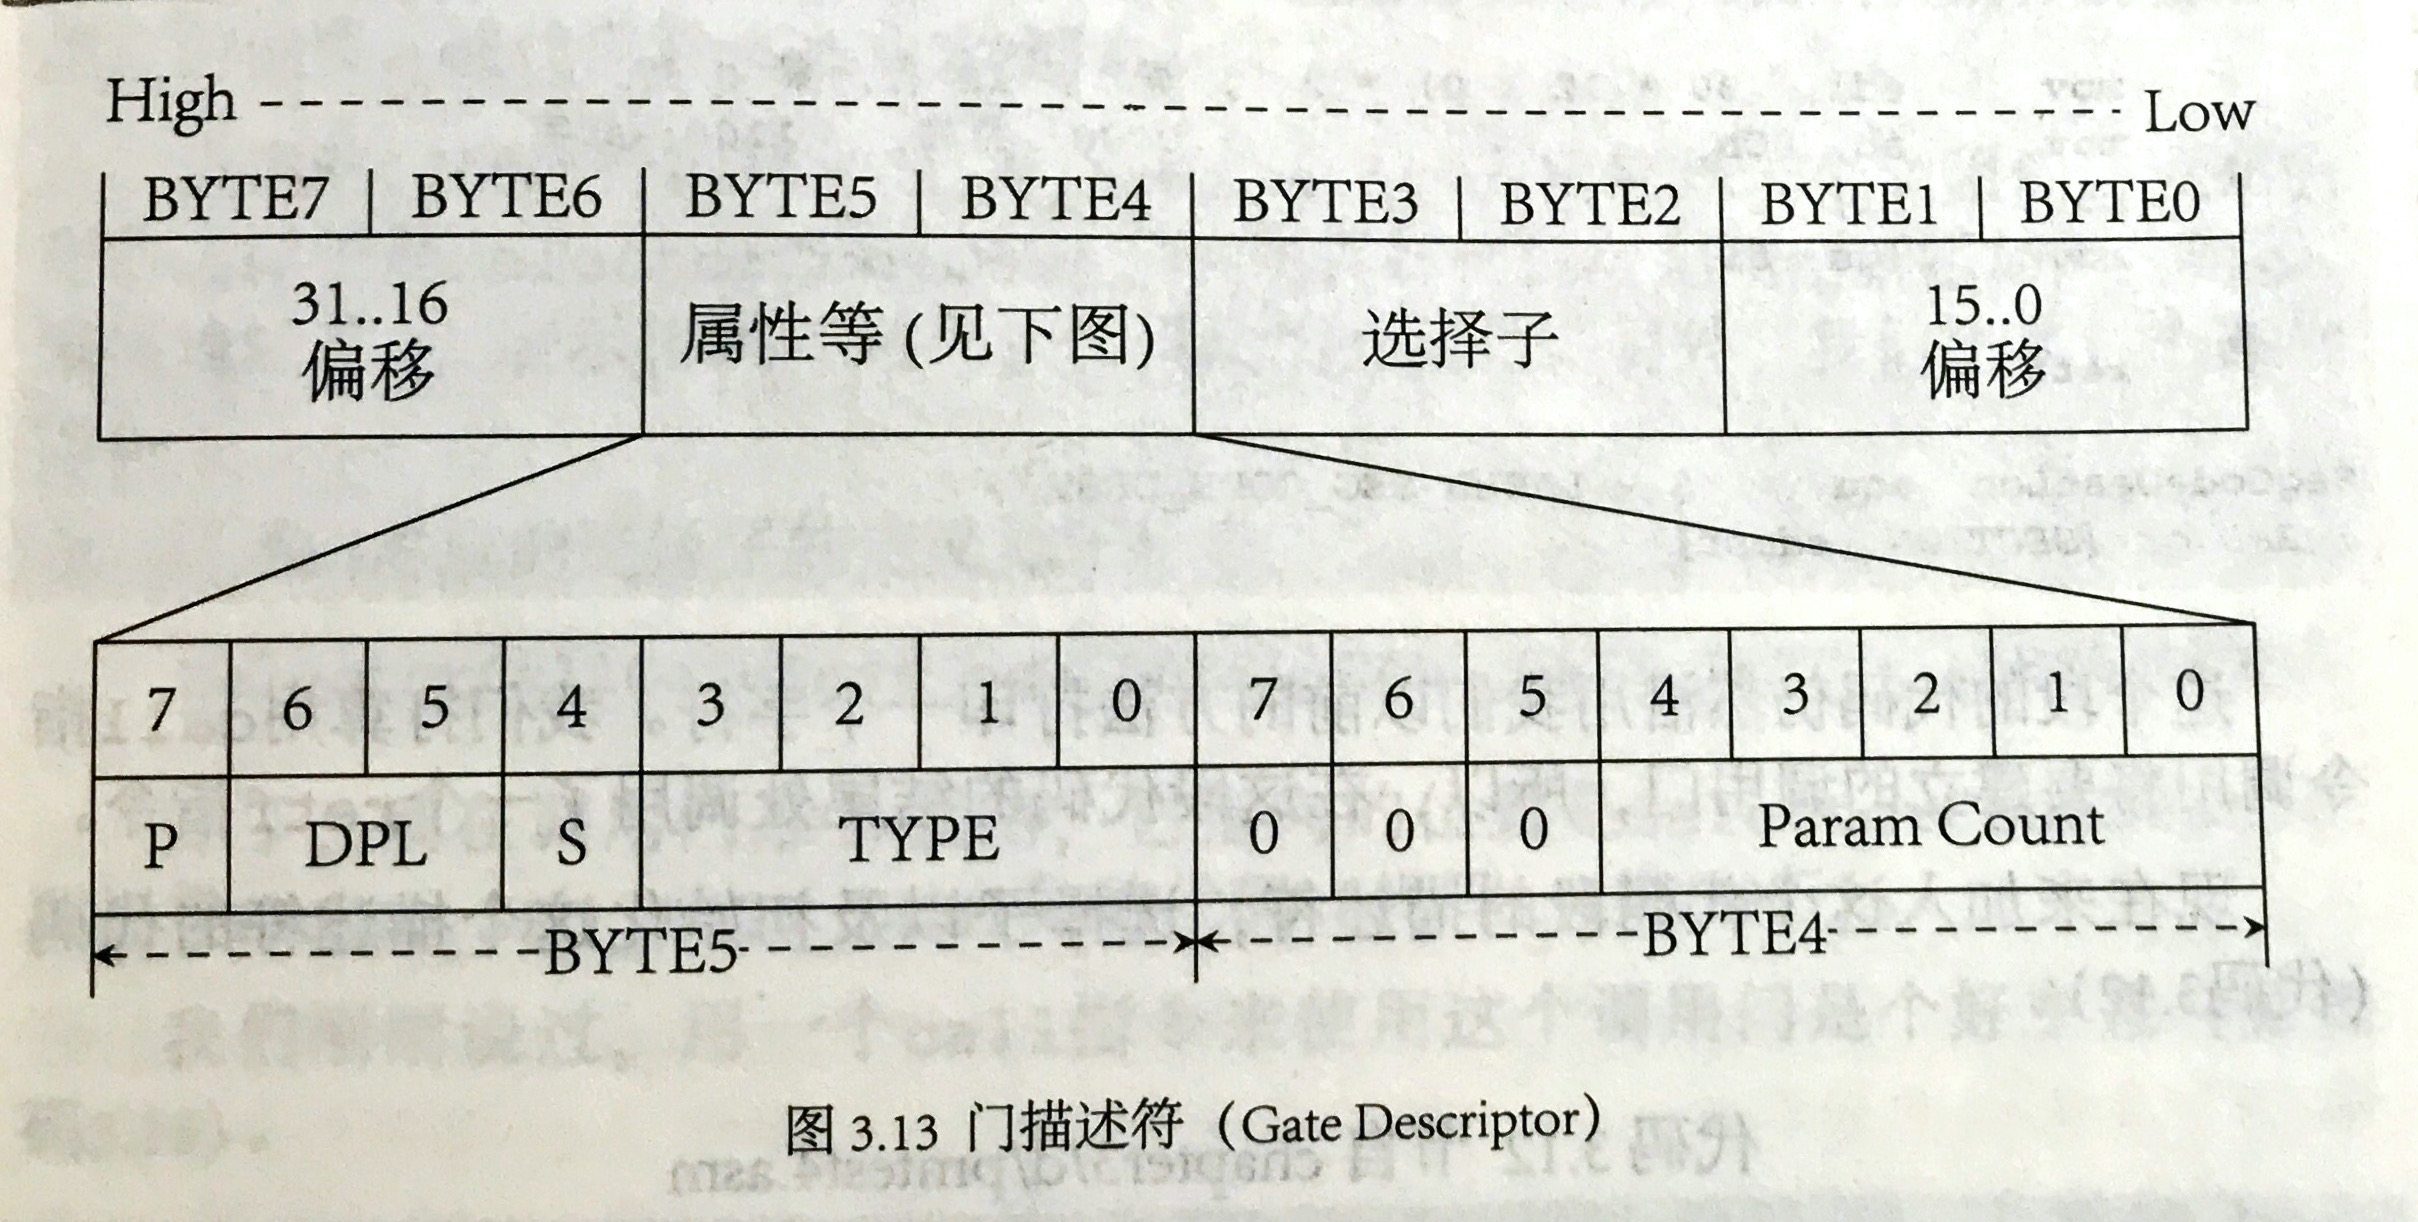 High Low
BYTE7 BYTE6 BYTE5 BYTE4 BYTE3 BYTE2 BYTE1 BYTE0
31..16 15..0
偏移 属性等 (见下图) 选择子 偏移
7 6 5 4 3 2 1 0 7 6 5 4 3 2 1 0
P DPL S TYPE 0 0 0 Param Count
BYTE5 BYTE4
图 3.13 门描述符（Gate Descriptor）